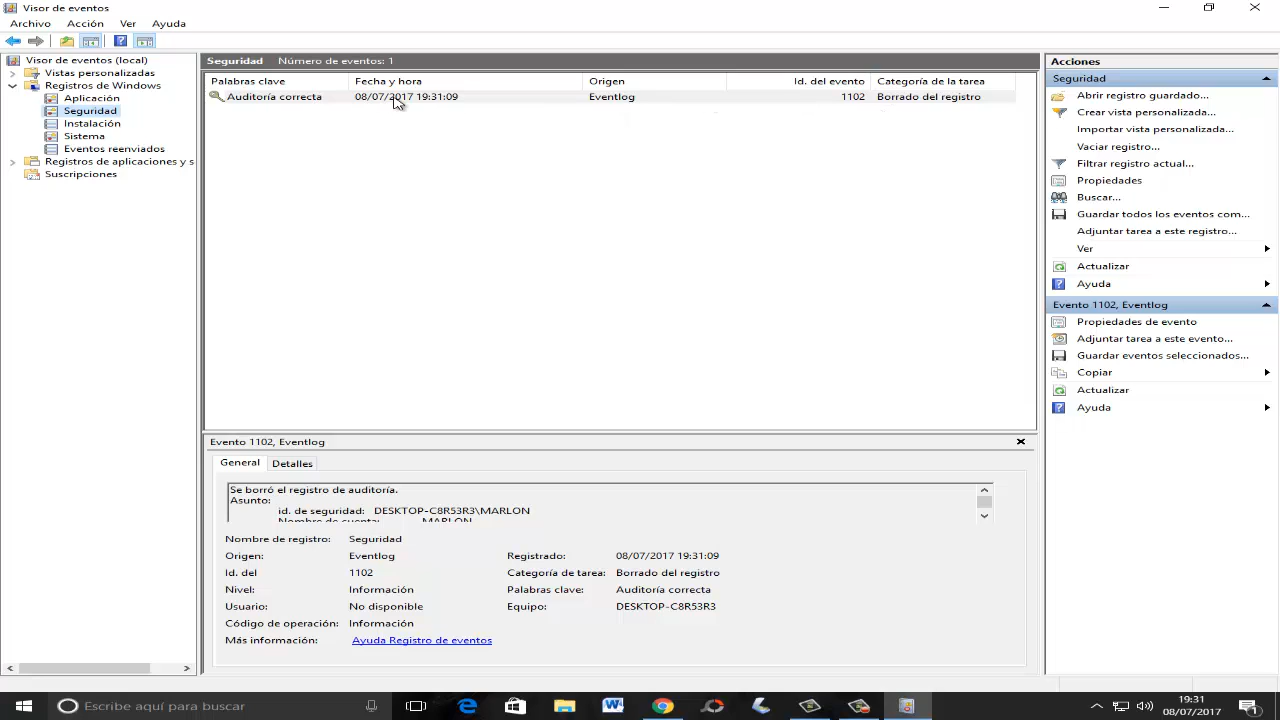 Visor de eventos
Archivo Acción Ver Ayuda
Visor de eventos (local)
Vistas personalizadas
Registros de Windows
Aplicación
Seguridad
Instalación
Sistema
Eventos reenviados
Registros de aplicaciones y s
Suscripciones
Seguridad Número de eventos: 1
Palabras clave Fecha y hora Origen Id. del evento Categoría de la tarea
Auditoría correcta 08/07/2017 19:31:09 Eventlog 1102 Borrado del registro
Evento 1102, Eventlog
General Detalles
Se borró el registro de auditoría.
Asunto:
id. de seguridad: DESKTOP-C8R53R3\MARLON
Nombre de cuenta: MARLON
Nombre de registro: Seguridad
Origen: Eventlog Registrado: 08/07/2017 19:31:09
Id. del 1102 Categoría de tarea: Borrado del registro
Nivel: Información Palabras clave: Auditoría correcta
Usuario: No disponible Equipo: DESKTOP-C8R53R3
Código de operación: Información
Más información: Ayuda Registro de eventos
Acciones
Seguridad
Abrir registro guardado...
Crear vista personalizada...
Importar vista personalizada...
Vaciar registro...
Filtrar registro actual...
Propiedades
Buscar...
Guardar todos los eventos com...
Adjuntar tarea a este registro...
Ver
Actualizar
Ayuda
Evento 1102, Eventlog
Propiedades de evento
Adjuntar tarea a este evento...
Guardar eventos seleccionados...
Copiar
Actualizar
Ayuda
Escribe aquí para buscar
19:31
08/07/2017